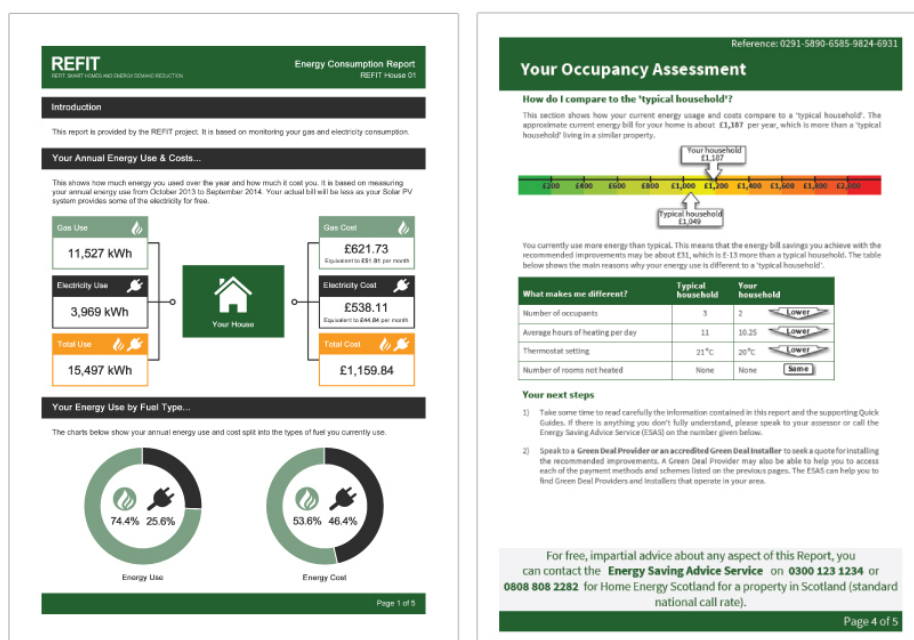 REFIT
REFIT: SMART HOMES AND ENERGY DEMAND REDUCTION
Energy Consumption Report
REFIT House 01
Introduction
This report is provided by the REFIT project. It is based on monitoring your gas and electricity consumption.
Your Annual Energy Use & Costs...
This shows how much energy you used over the year and how much it cost you. It is based on measuring
your annual energy use from October 2013 to September 2014. Your actual bill will be less as your Solar PV
system provides some of the electricity for free.
Gas Use
11,527 kWh
Electricity Use
3,969 kWh
Total Use
15,497 kWh
Your House
Gas Cost
£621.73
Equivalent to £51.81 per month
Electricity Cost
£538.11
Equivalent to £44.84 per month
Total Cost
£1,159.84
Your Energy Use by Fuel Type...
The charts below show your annual energy use and cost split into the types of fuel you currently use.
74.4% 25.6%
53.6% 46.4%
Energy Use
Energy Cost
Page 1 of 5
Reference: 0291-5890-6585-9824-6931
Your Occupancy Assessment
How do I compare to the 'typical household'?
This section shows how your current energy usage and costs compare to a 'typical household'. The
approximate current energy bill for your home is about £1,187 per year, which is more than a 'typical
household' living in a similar property.
Your household
£1,187
£200 £400 £600 £800 £1,000 £1,200 £1,400 £1,600 £1,800 £2,000
Typical household
£1,049
You currently use more energy than typical. This means that the energy bill savings you achieve with the
recommended improvements may be about £31, which is £-13 more than a typical household. The table
below shows the main reasons why your energy use is different to a 'typical household'.
What makes me different? Typical household Your household
Number of occupants 3 2 Lower
Average hours of heating per day 11 10.25 Lower
Thermostat setting 21°C 20°C Lower
Number of rooms not heated None None Same
Your next steps
1) Take some time to read carefully the information contained in this report and the supporting Quick
Guides. If there is anything you don't fully understand, please speak to your assessor or call the
Energy Saving Advice Service (ESAS) on the number given below.
2) Speak to a Green Deal Provider or an accredited Green Deal Installer to seek a quote for installing
the recommended improvements. A Green Deal Provider may also be able to help you to access
each of the payment methods and schemes listed on the previous pages. The ESAS can help you to
find Green Deal Providers and Installers that operate in your area.
For free, impartial advice about any aspect of this Report, you
can contact the Energy Saving Advice Service on 0300 123 1234 or
0808 808 2282 for Home Energy Scotland for a property in Scotland (standard
national call rate).
Page 4 of 5